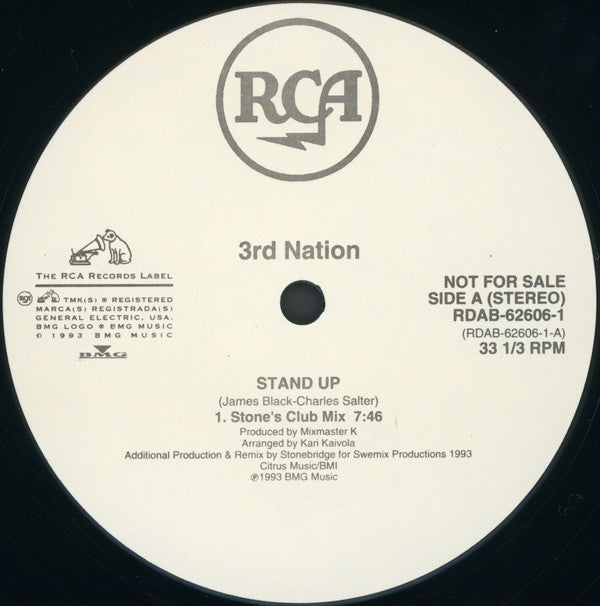 RCA
3rd Nation
THE RCA RECORDS LABEL
TMK(S) ® REGISTERED
MARCA(S) REGISTRADA(S)
GENERAL ELECTRIC, USA.
BMG LOGO ® BMG MUSIC
© 1993 BMG MUSIC
BMG
NOT FOR SALE
SIDE A (STEREO)
RDAB-62606-1
(RDAB-62606-1-A)
33 1/3 RPM
STAND UP
(James Black-Charles Salter)
1. Stone's Club Mix 7:46
Produced by Mixmaster K
Arranged by Kari Kaivola
Additional Production & Remix by Stonebridge for Swemix Productions 1993
Citrus Music/BMI
℗1993 BMG Music